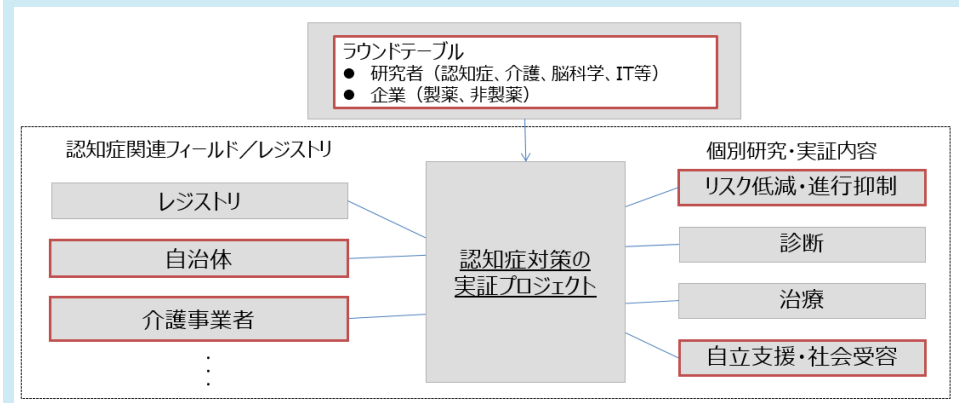 ラウンドテーブル
● 研究者（認知症、介護、脳科学、IT等）
● 企業（製薬、非製薬）
認知症関連フィールド／レジストリ
レジストリ
自治体
介護事業者
・
・
・
認知症対策の
実証プロジェクト
個別研究・実証内容
リスク低減・進行抑制
診断
治療
自立支援・社会受容